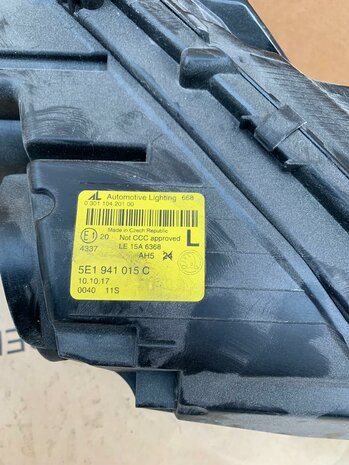 AL Automotive Lighting 668
0 301 104 201 00
Made in Czech Republic
E1 20 Not CCC approved L
4337 LE 15A 6368
AH5 24
5E1 941 015 C
10.10.17
0040 11S